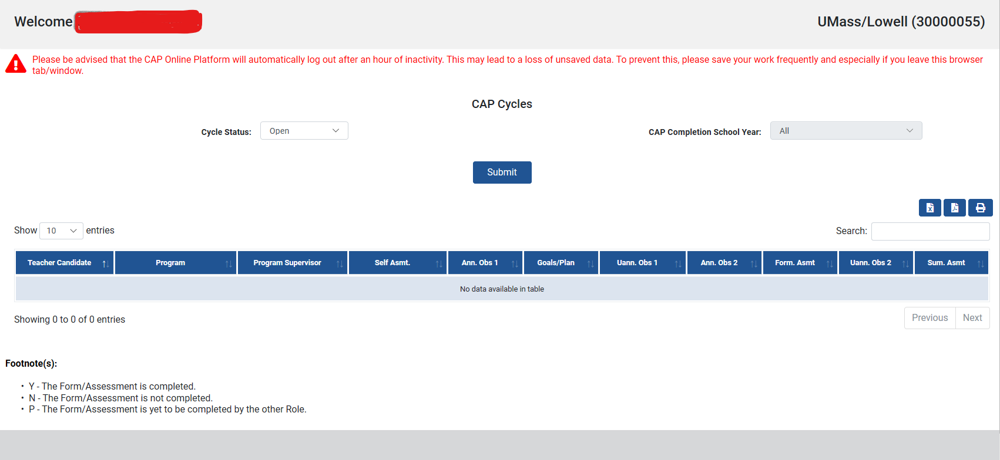 Welcome
UMass/Lowell (30000055)
Please be advised that the CAP Online Platform will automatically log out after an hour of inactivity. This may lead to a loss of unsaved data. To prevent this, please save your work frequently and especially if you leave this browser
tab/window.
CAP Cycles
Cycle Status: Open
CAP Completion School Year: All
Submit
Show 10 entries
Search:
Teacher Candidate Program Program Supervisor Self Asmt. Ann. Obs 1 Goals/Plan Uann. Obs 1 Ann. Obs 2 Form. Asmt Uann. Obs 2 Sum. Asmt
No data available in table
Showing 0 to 0 of 0 entries
Previous Next
Footnote(s):
• Y - The Form/Assessment is completed.
• N - The Form/Assessment is not completed.
• P - The Form/Assessment is yet to be completed by the other Role.